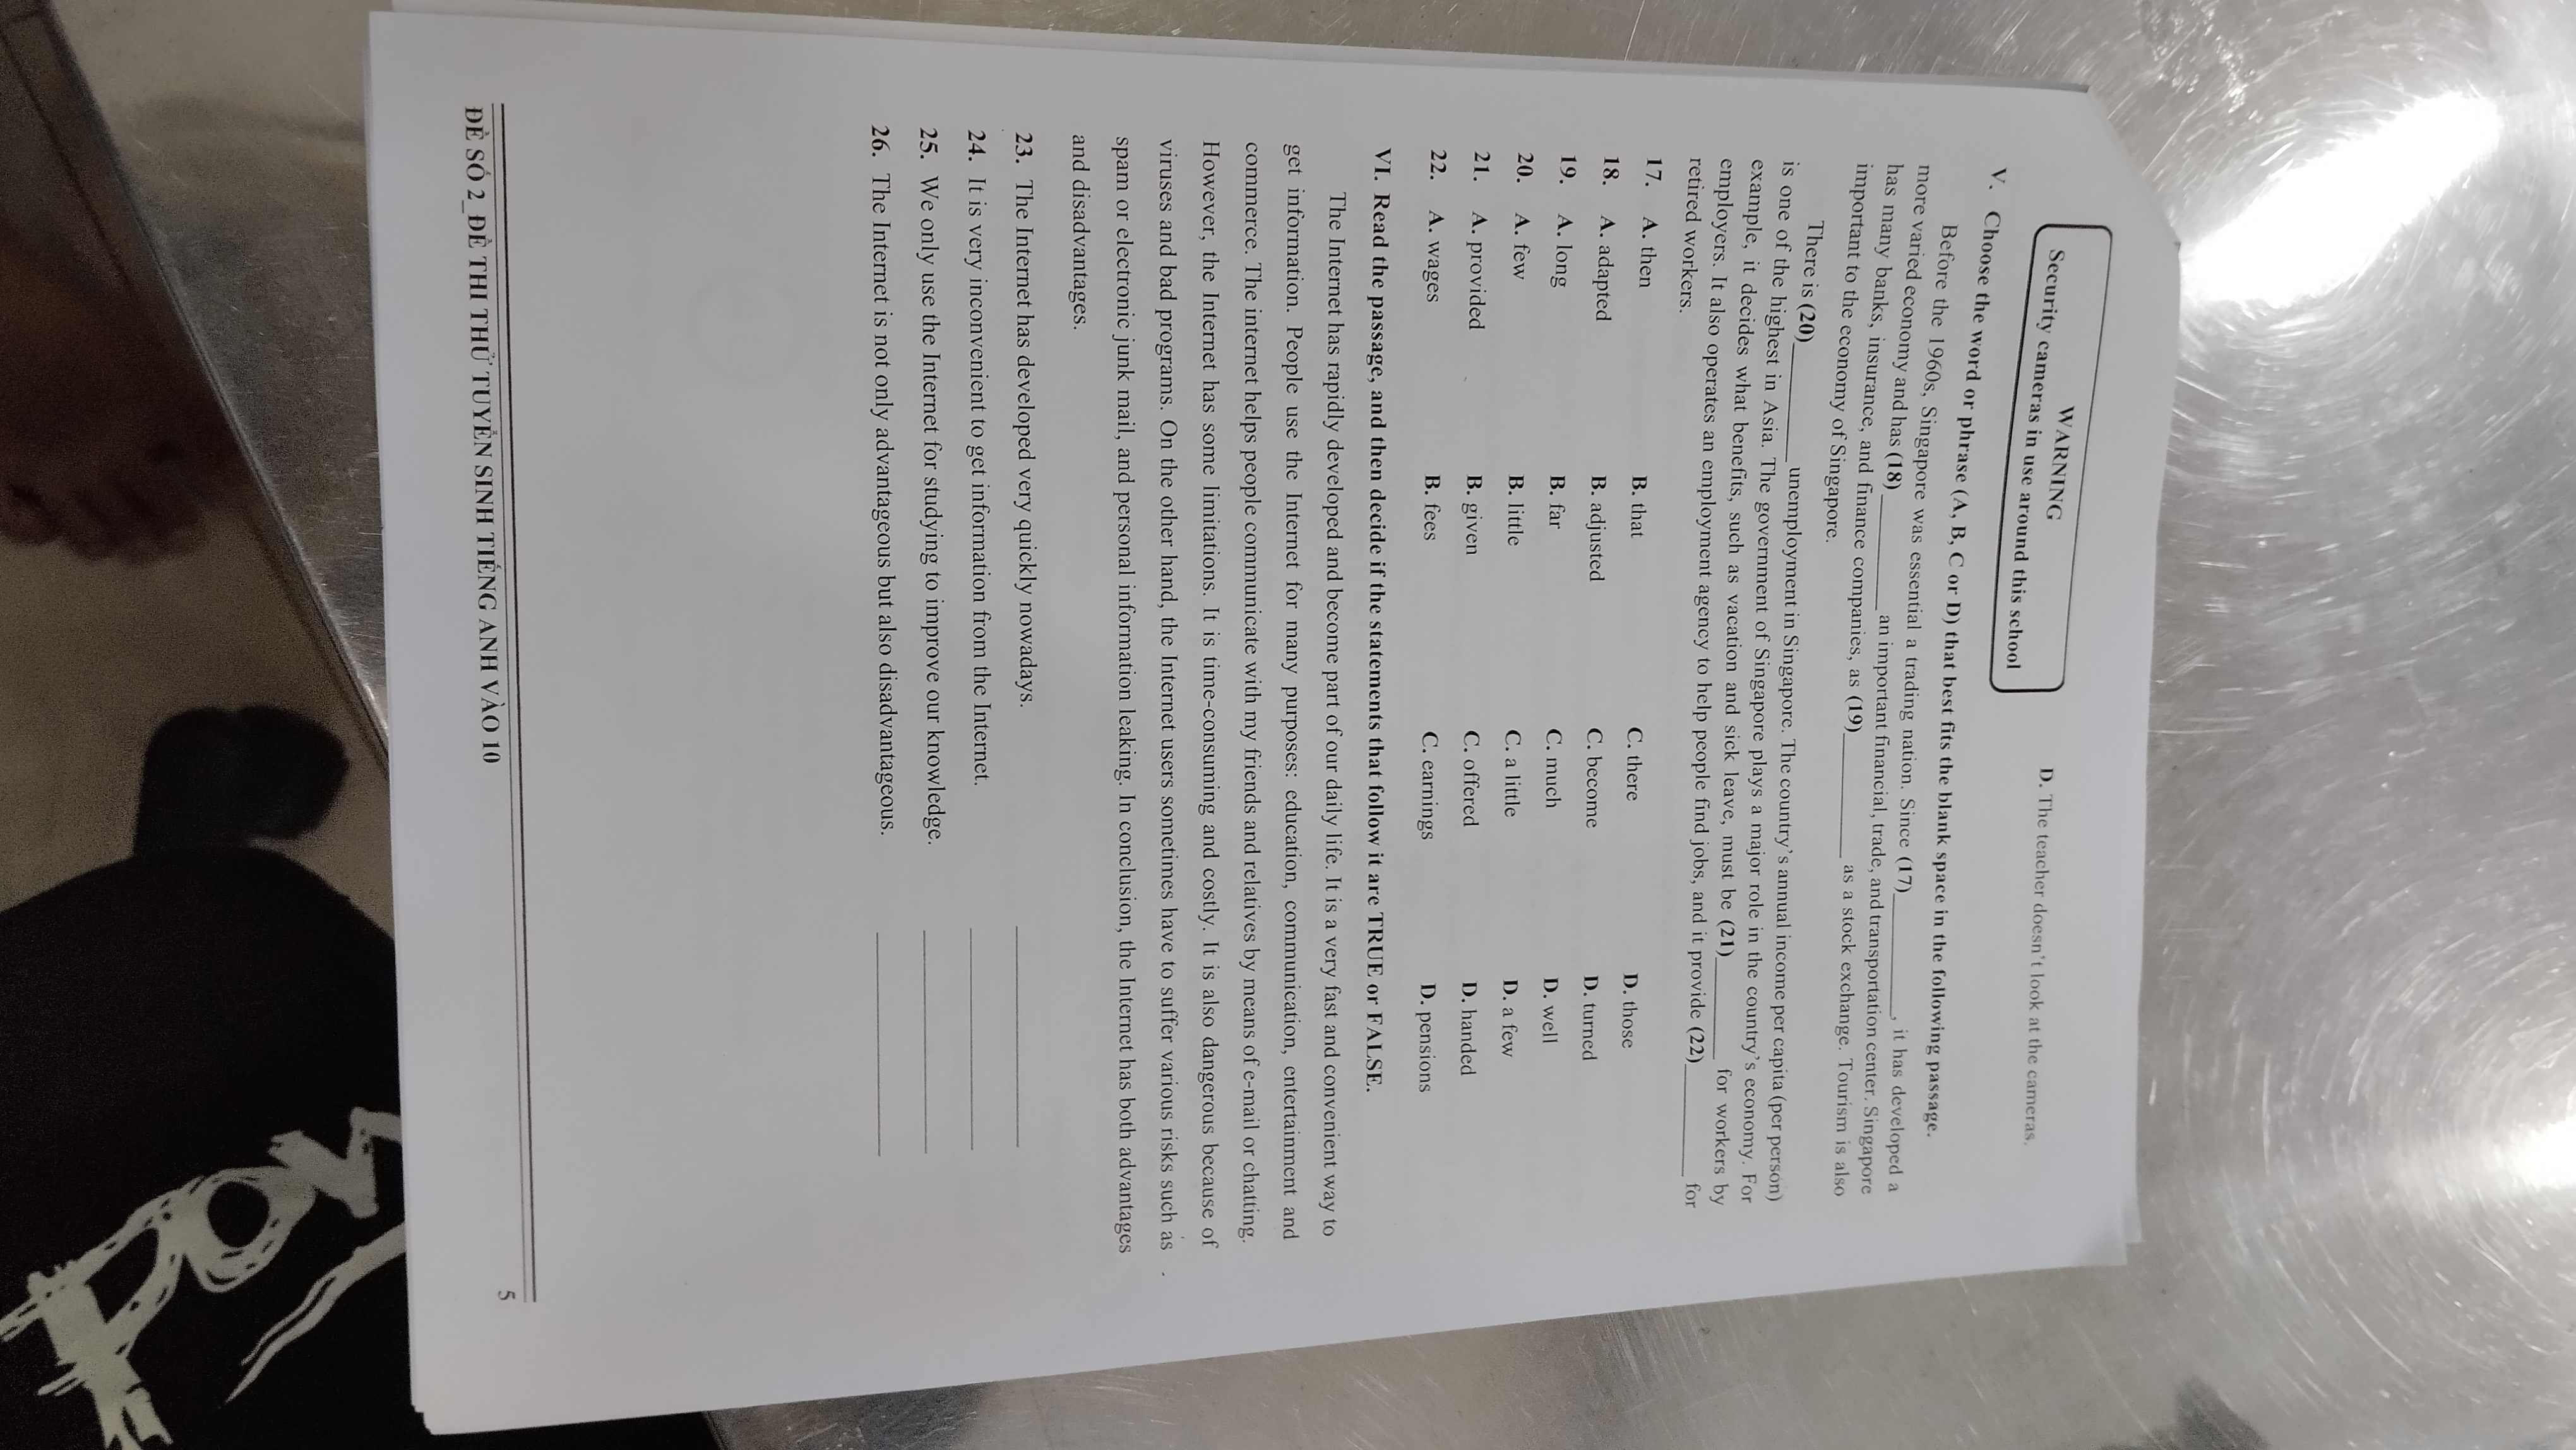 WARNING
Security cameras in use around this school
D. The teacher doesn't look at the cameras.
V. Choose the word or phrase (A, B, C or D) that best fits the blank space in the following passage.
Before the 1960s, Singapore was essential a trading nation. Since (17)________, it has developed a
more varied economy and has (18)________ an important financial, trade, and transportation center. Singapore
has many banks, insurance, and finance companies, as (19)________ as a stock exchange. Tourism is also
important to the economy of Singapore.
There is (20)________ unemployment in Singapore. The country's annual income per capita (per person)
is one of the highest in Asia. The government of Singapore plays a major role in the country's economy. For
example, it decides what benefits, such as vacation and sick leave, must be (21)________ for workers by
employers. It also operates an employment agency to help people find jobs, and it provide (22)________ for
retired workers.
17. A. then B. that C. there D. those
18. A. adapted B. adjusted C. become D. turned
19. A. long B. far C. much D. well
20. A. few B. little C. a little D. a few
21. A. provided B. given C. offered D. handed
22. A. wages B. fees C. earnings D. pensions
VI. Read the passage, and then decide if the statements that follow it are TRUE or FALSE.
The Internet has rapidly developed and become part of our daily life. It is a very fast and convenient way to
get information. People use the Internet for many purposes: education, communication, entertainment and
commerce. The internet helps people communicate with my friends and relatives by means of e-mail or chatting.
However, the Internet has some limitations. It is time-consuming and costly. It is also dangerous because of
viruses and bad programs. On the other hand, the Internet users sometimes have to suffer various risks such as
spam or electronic junk mail, and personal information leaking. In conclusion, the Internet has both advantages
and disadvantages.
23. The Internet has developed very quickly nowadays. ________
24. It is very inconvenient to get information from the Internet. ________
25. We only use the Internet for studying to improve our knowledge. ________
26. The Internet is not only advantageous but also disadvantageous. ________
ĐỀ SỐ 2_ĐỀ THI THỬ TUYỂN SINH TIẾNG ANH VÀO 10 5